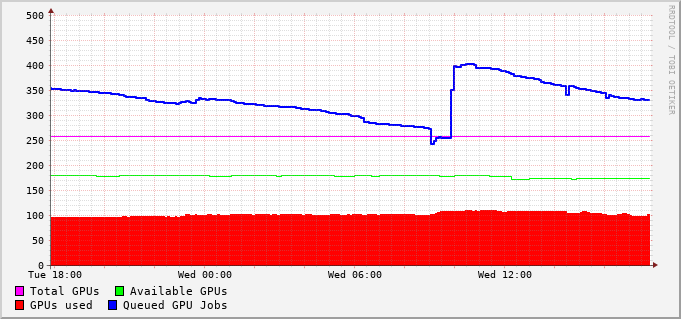 500
450
400
350
300
250
200
150
100
50
0
Tue 18:00 Wed 00:00 Wed 06:00 Wed 12:00
Total GPUs Available GPUs
GPUs used Queued GPU Jobs
RRDTOOL / TOBI OETIKER